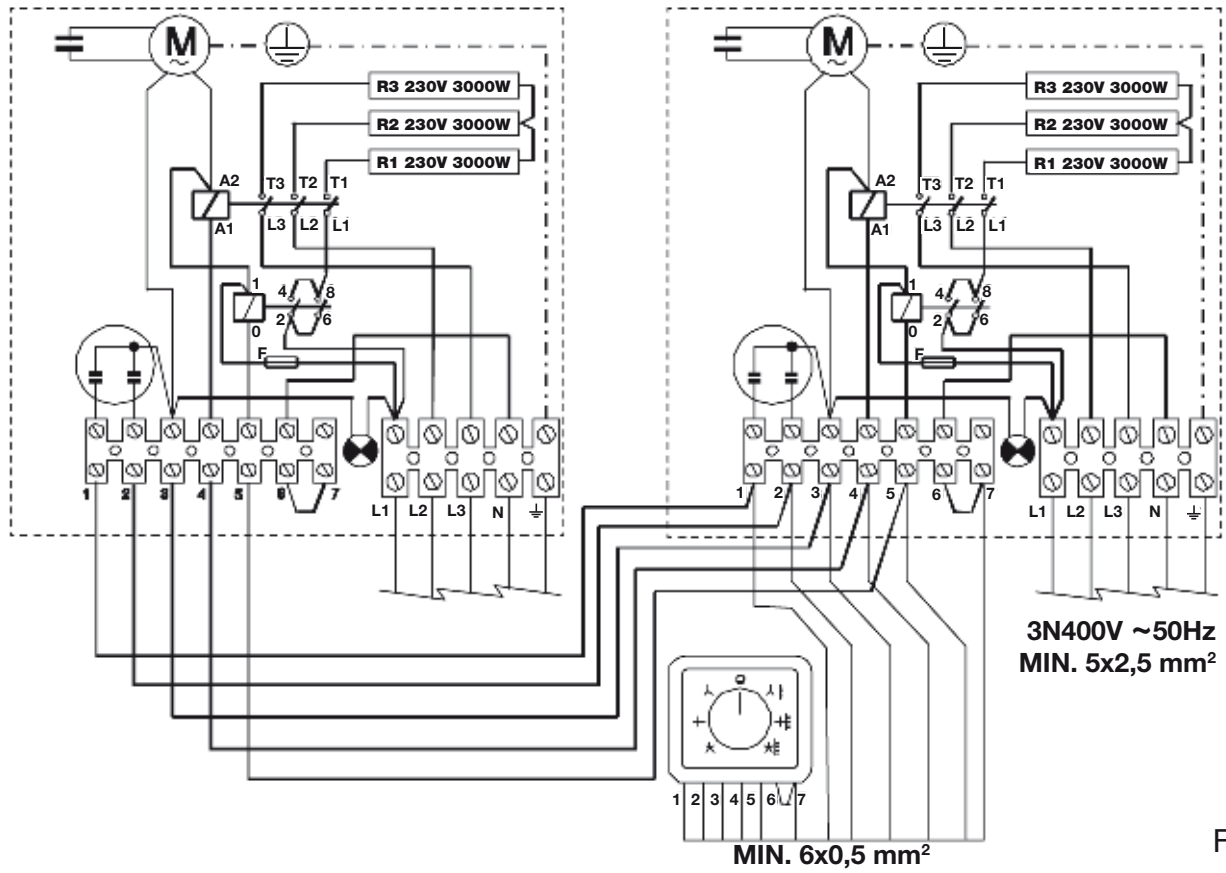 M
~
R3 230V 3000W
R2 230V 3000W
R1 230V 3000W
A2
T3 T2 T1
A1
L3 L2 L1
1
4 8
0
2 6
F
1 2 3 4 5 6 7
L1 L2 L3 N
M
~
R3 230V 3000W
R2 230V 3000W
R1 230V 3000W
A2
T3 T2 T1
A1
L3 L2 L1
1
4 8
0
2 6
F
1 2 3 4 5 6 7
L1 L2 L3 N
3N400V ~50Hz
MIN. 5x2,5 mm²
1 2 3 4 5 6 7
MIN. 6x0,5 mm²
F